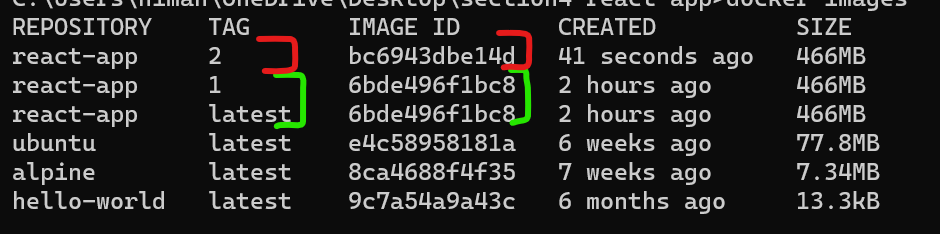 C:\Users\himan\OneDrive\Desktop\section4 react app>docker images
REPOSITORY TAG IMAGE ID CREATED SIZE
react-app 2 bc6943dbe14d 41 seconds ago 466MB
react-app 1 6bde496f1bc8 2 hours ago 466MB
react-app latest 6bde496f1bc8 2 hours ago 466MB
ubuntu latest e4c58958181a 6 weeks ago 77.8MB
alpine latest 8ca4688f4f35 7 weeks ago 7.34MB
hello-world latest 9c7a54a9a43c 6 months ago 13.3kB